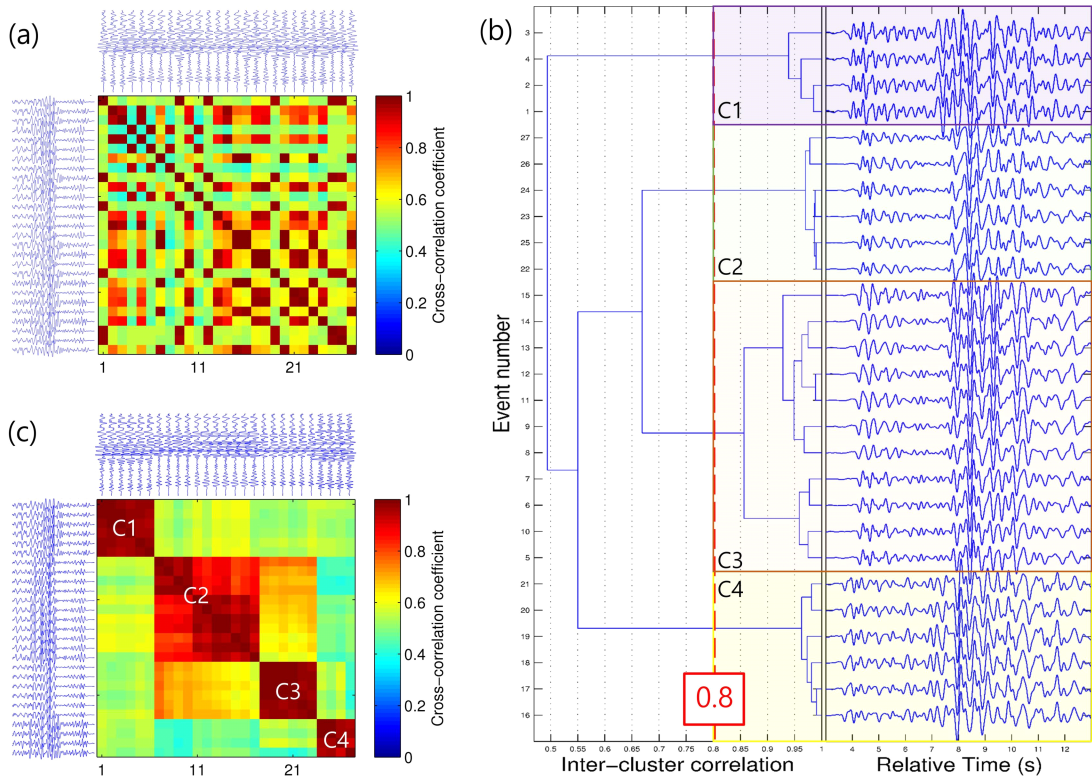 (a)
1
0.8
0.6
0.4
0.2
0
Cross-correlation coefficient
1 11 21
(b)
3
4
2
1
C1
27
26
24
23
25
22
C2
15
14
13
12
11
9
8
7
6
10
5
C3
C4
21
20
19
18
17
16
Event number
0.8
0.5 0.55 0.6 0.65 0.7 0.75 0.8 0.85 0.9 0.95 1 4 6 8 10 12
Inter-cluster correlation Relative Time (s)
(c)
C1
C2
C3
C4
1
0.8
0.6
0.4
0.2
0
Cross-correlation coefficient
1 11 21